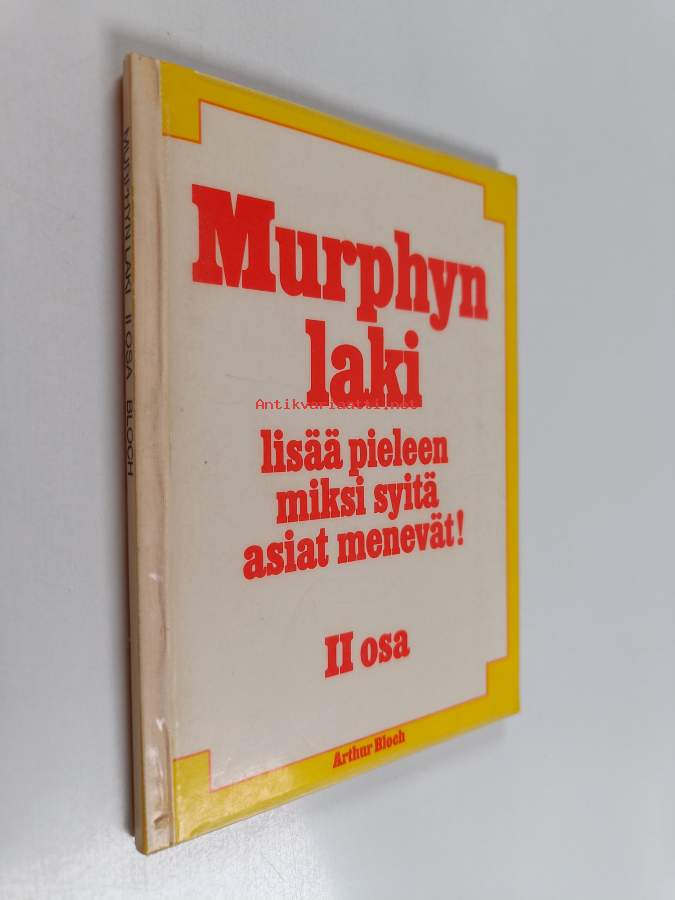 MURPHYN LAKI II OSA BLOCH
Murphyn
laki
Antikvariaatti.net
lisää pieleen
miksi syitä
asiat menevät!
II osa
Arthur Bloch